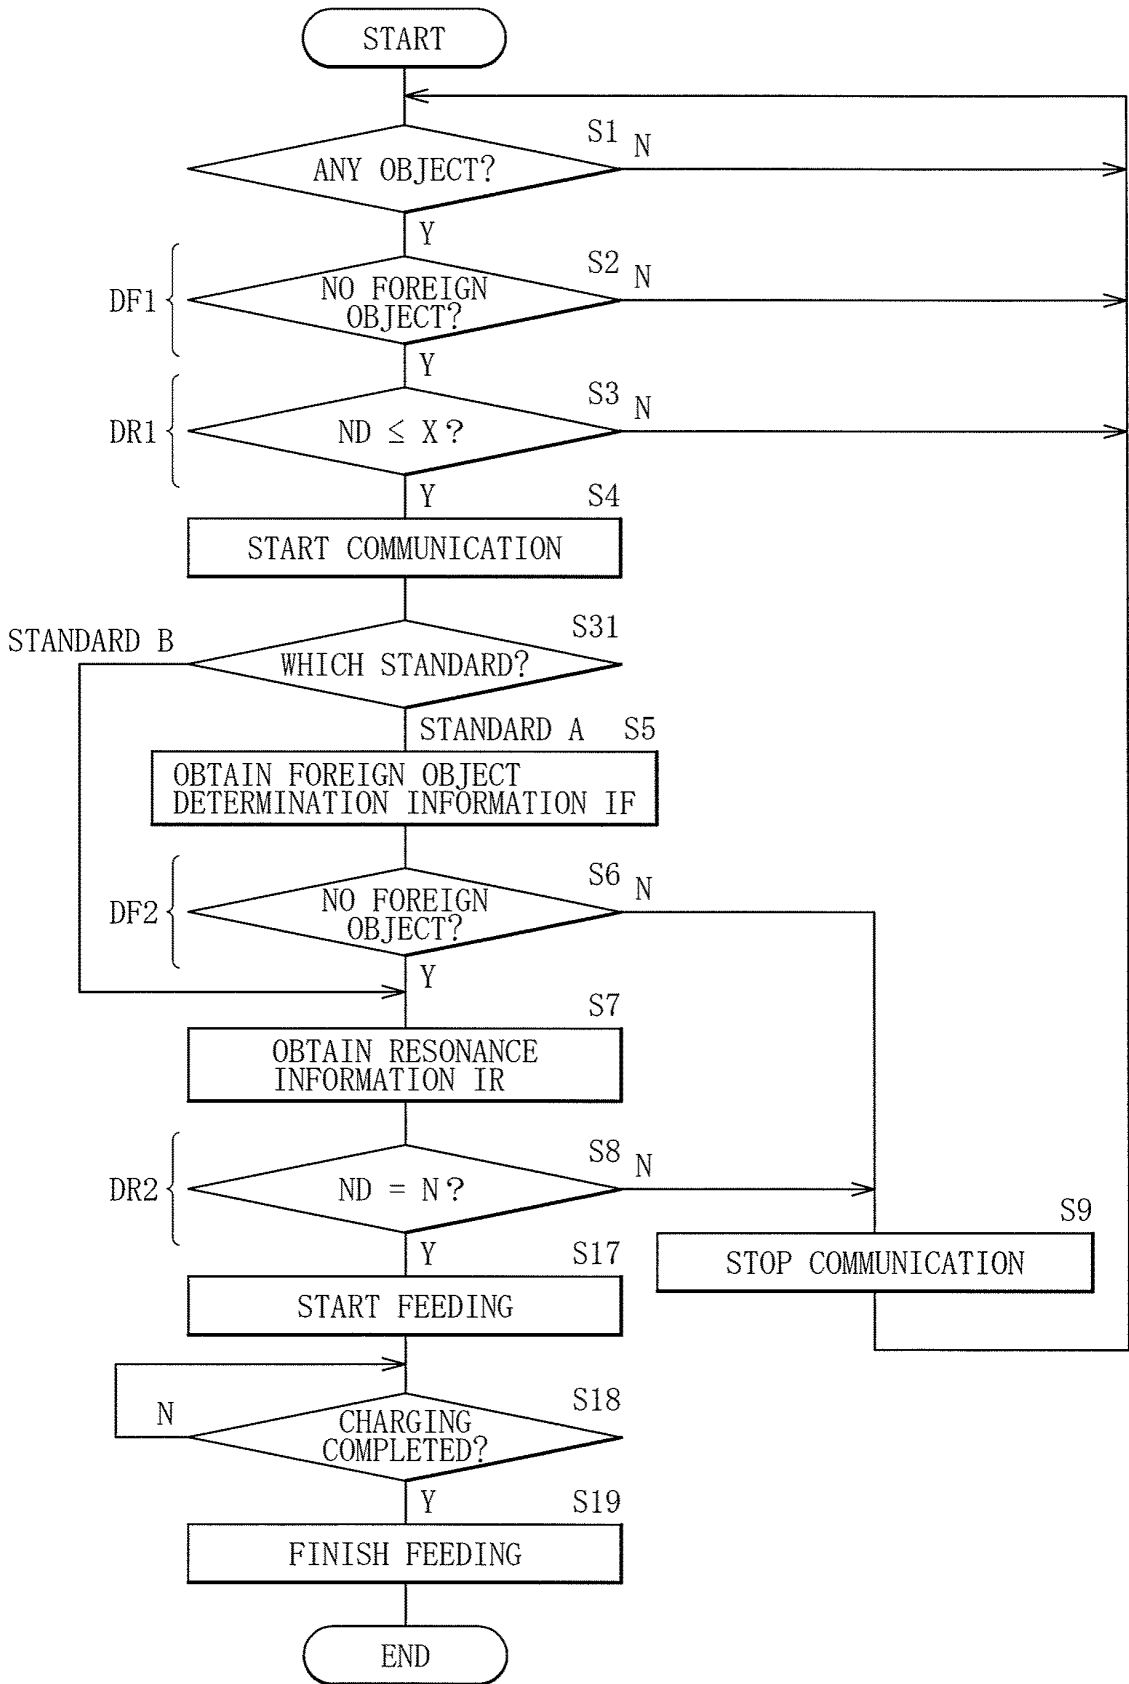 START
S1
N
ANY OBJECT?
Y
S2
N
DF1
NO FOREIGN
OBJECT?
Y
S3
N
DR1
ND ≤ X?
Y
S4
START COMMUNICATION
S31
STANDARD B
WHICH STANDARD?
STANDARD A
S5
OBTAIN FOREIGN OBJECT
DETERMINATION INFORMATION IF
S6
N
DF2
NO FOREIGN
OBJECT?
Y
S7
OBTAIN RESONANCE
INFORMATION IR
S8
N
DR2
ND = N?
S9
STOP COMMUNICATION
Y
S17
START FEEDING
S18
N
CHARGING
COMPLETED?
Y
S19
FINISH FEEDING
END